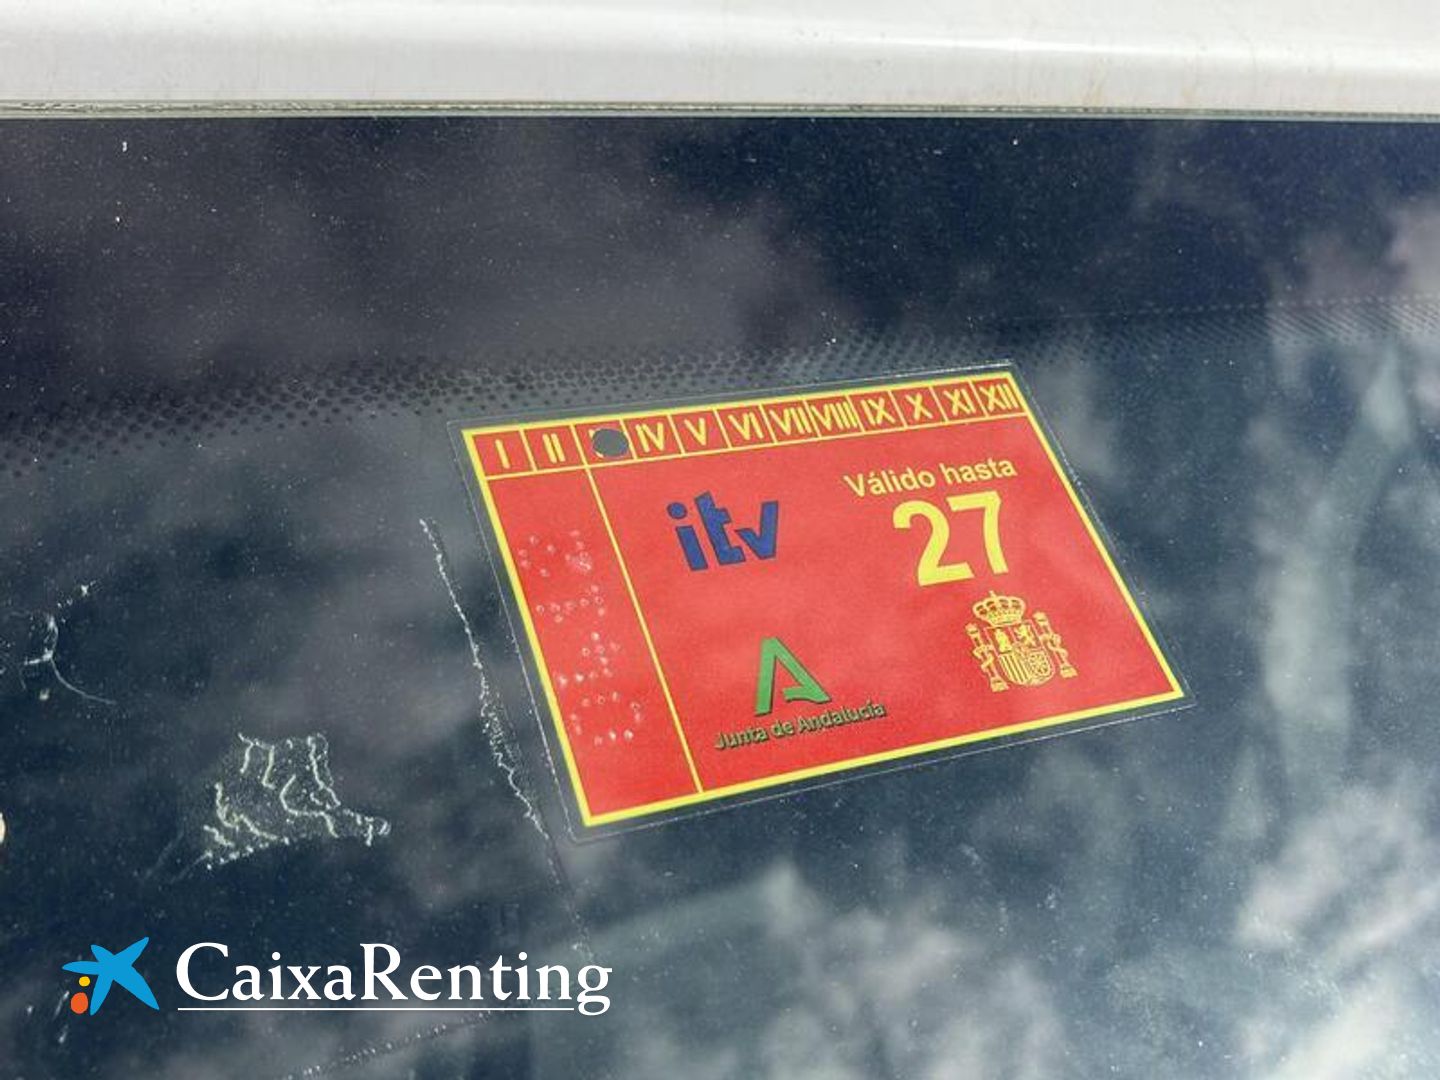 I II IV V VI VII VIII IX X XI XII
itv
Válido hasta
27
Junta de Andalucía
CaixaRenting